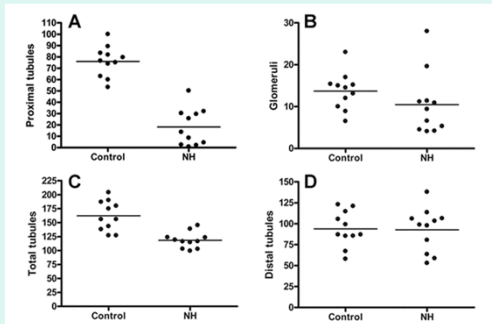 A
Proximal tubules
110
100
90
80
70
60
50
40
30
20
10
0
Control NH
B
Glomeruli
30
20
10
0
Control NH
C
Total tubules
225
200
175
150
125
100
75
50
25
0
Control NH
D
Distal tubules
150
125
100
75
50
25
0
Control NH